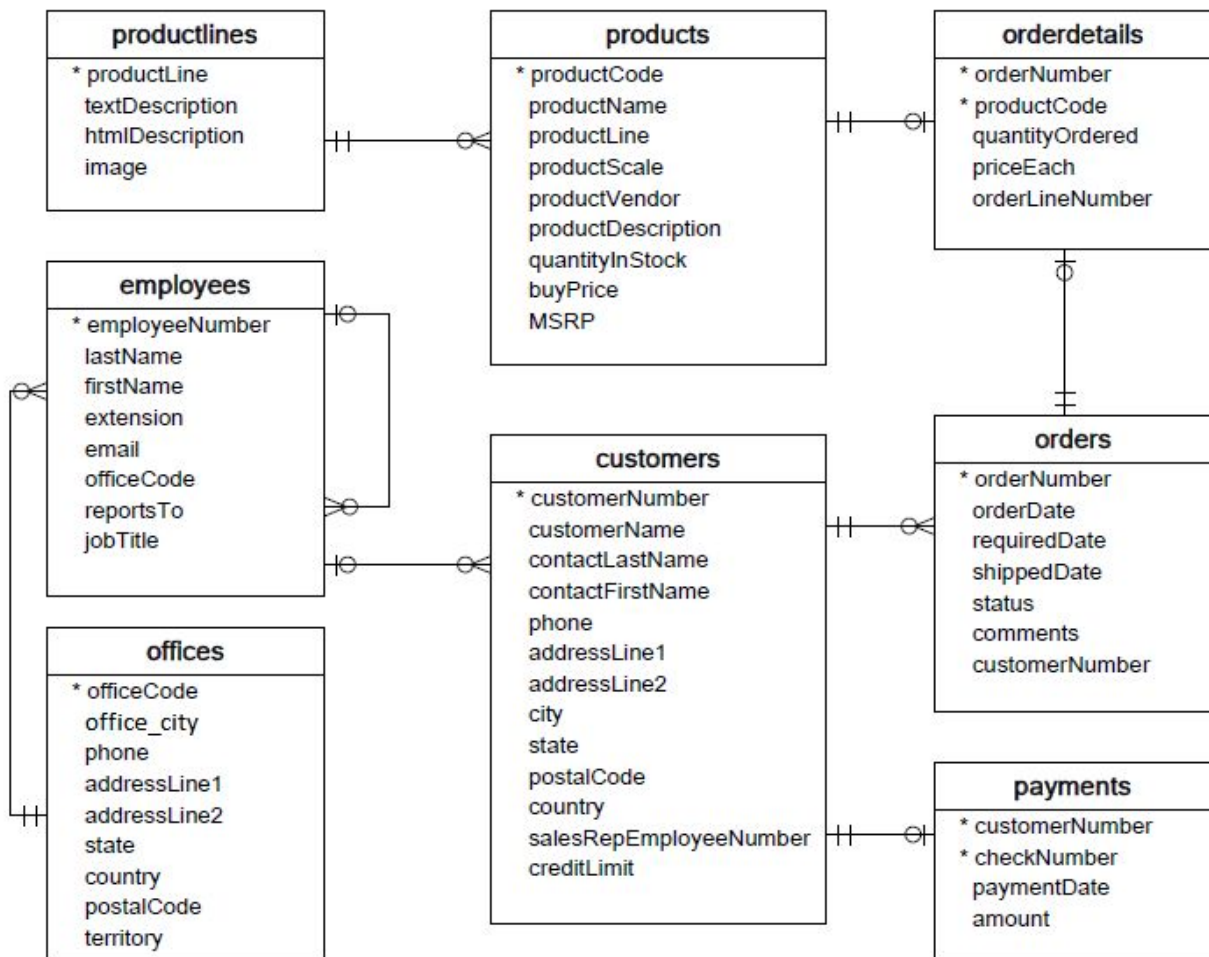 productlines
* productLine
textDescription
htmlDescription
image
products
* productCode
productName
productLine
productScale
productVendor
productDescription
quantityInStock
buyPrice
MSRP
orderdetails
* orderNumber
* productCode
quantityOrdered
priceEach
orderLineNumber
employees
* employeeNumber
lastName
firstName
extension
email
officeCode
reportsTo
jobTitle
customers
* customerNumber
customerName
contactLastName
contactFirstName
phone
addressLine1
addressLine2
city
state
postalCode
country
salesRepEmployeeNumber
creditLimit
orders
* orderNumber
orderDate
requiredDate
shippedDate
status
comments
customerNumber
offices
* officeCode
office_city
phone
addressLine1
addressLine2
state
country
postalCode
territory
payments
* customerNumber
* checkNumber
paymentDate
amount